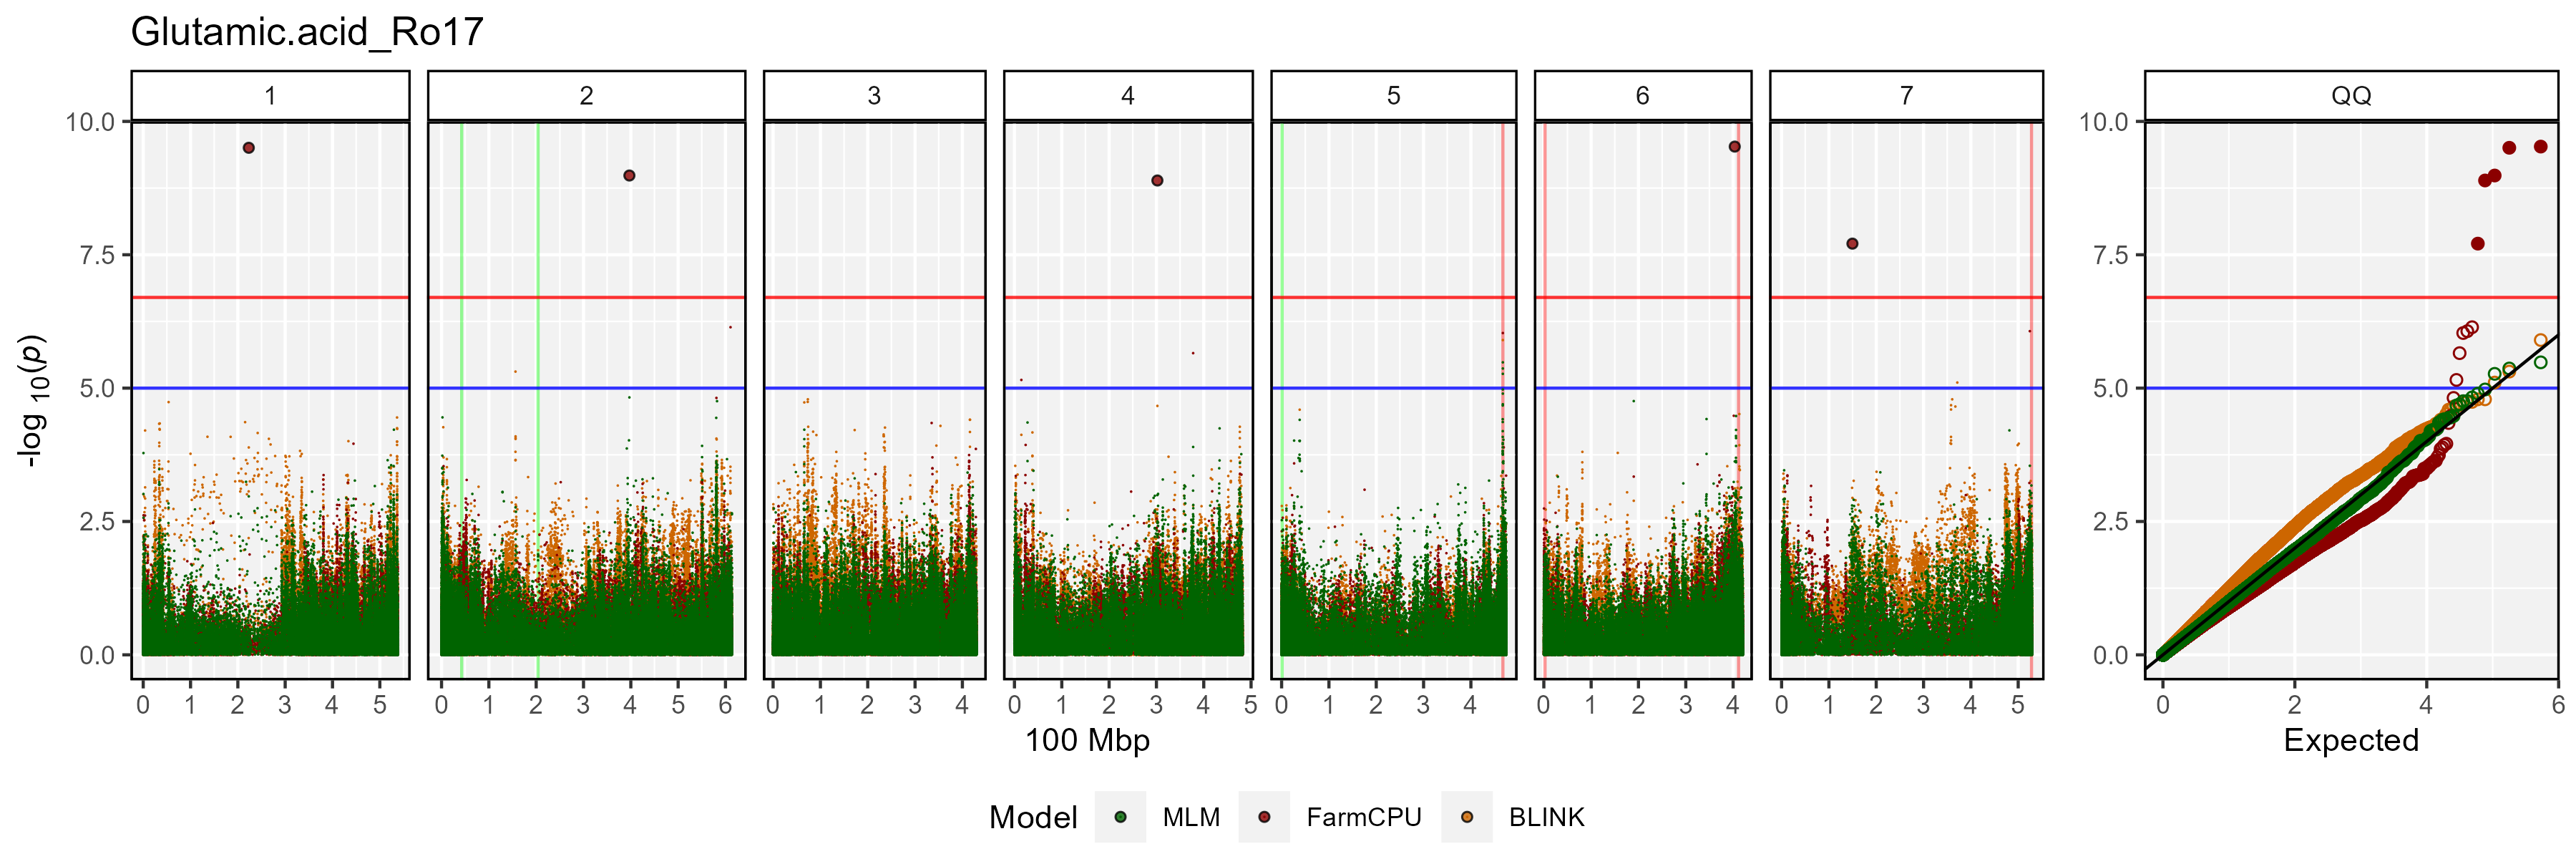 Glutamic.acid_Ro17
1 2 3 4 5 6 7 QQ
10.0 10.0
7.5 7.5
5.0 5.0
2.5 2.5
0.0 0.0
-log 10(p)
0 1 2 3 4 5 0 1 2 3 4 5 6 0 1 2 3 4 0 1 2 3 4 5 0 1 2 3 4 0 1 2 3 4 0 1 2 3 4 5 0 2 4 6
100 Mbp Expected
Model MLM FarmCPU BLINK